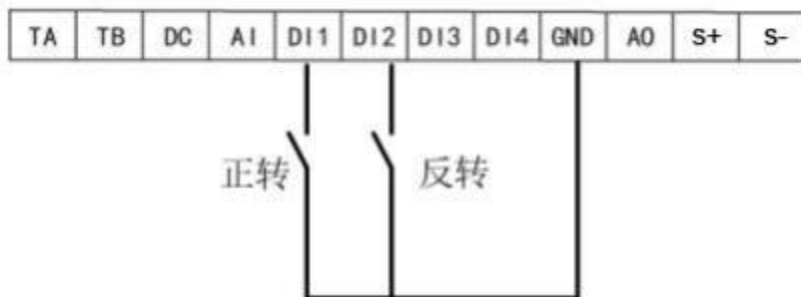 TA TB DC AI DI1 DI2 DI3 DI4 GND AO S+ S-
正转 反转